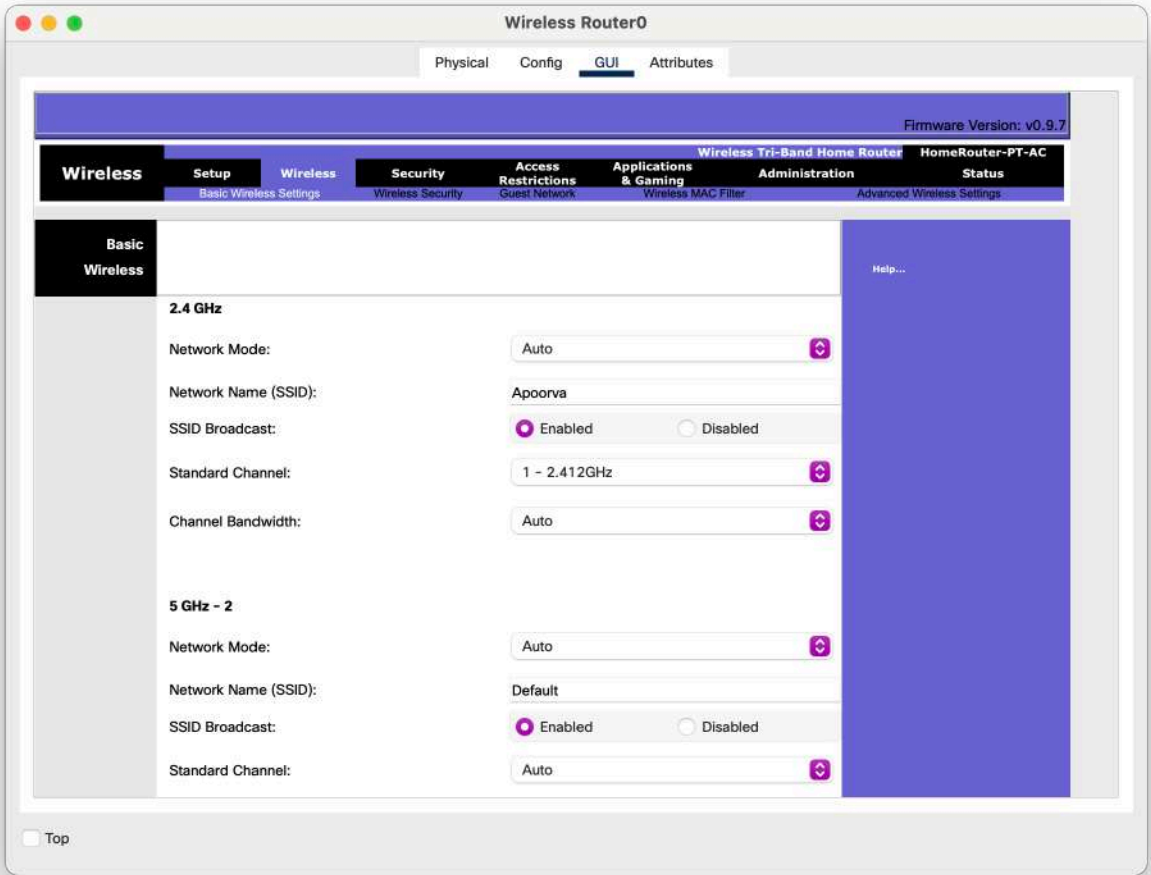 Wireless Router0
Physical Config GUI Attributes
Firmware Version: v0.9.7
Wireless Tri-Band Home Router HomeRouter-PT-AC
Wireless Setup Wireless Security Access Restrictions Applications & Gaming Administration Status
Basic Wireless Settings Wireless Security Guest Network Wireless MAC Filter Advanced Wireless Settings
Basic
Wireless
Help...
2.4 GHz
Network Mode: Auto
Network Name (SSID): Apoorva
SSID Broadcast: Enabled Disabled
Standard Channel: 1 - 2.412GHz
Channel Bandwidth: Auto
5 GHz - 2
Network Mode: Auto
Network Name (SSID): Default
SSID Broadcast: Enabled Disabled
Standard Channel: Auto
Top